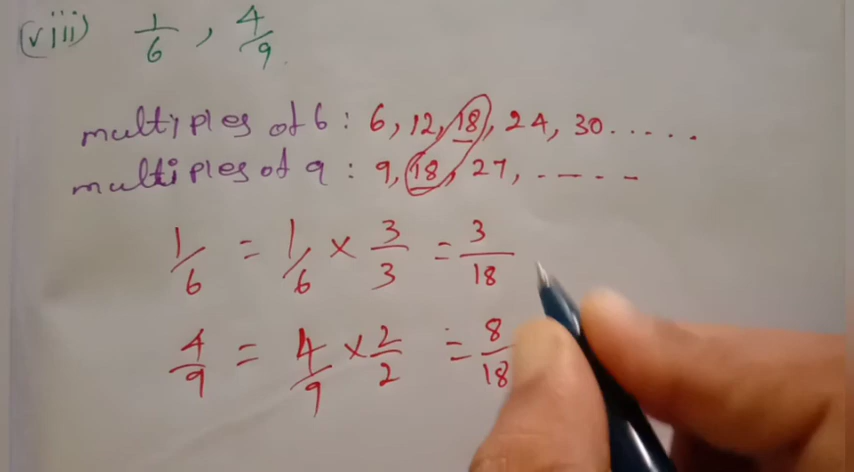 (viii) 1/6 , 4/9.
multiples of 6 : 6, 12, 18, 24, 30.....
multiples of 9 : 9, 18, 27, -----
1/6 = 1/6 × 3/3 = 3/18
4/9 = 4/9 × 2/2 = 8/18